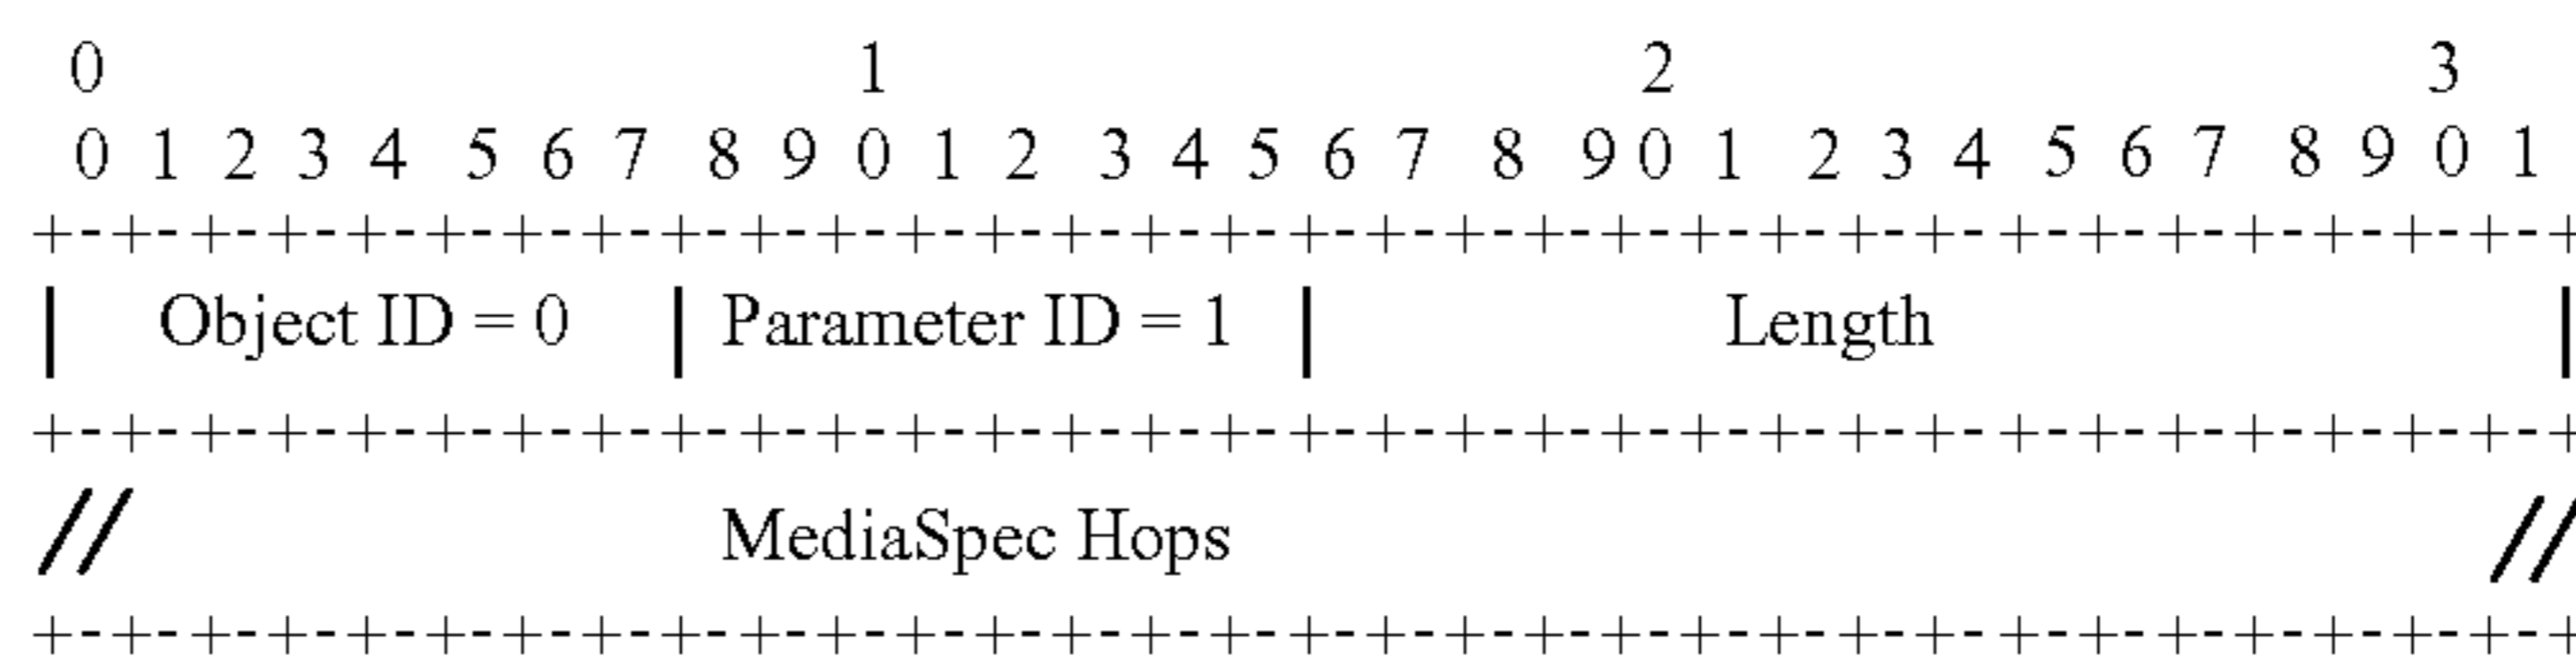 0 1 2 3
0 1 2 3 4 5 6 7 8 9 0 1 2 3 4 5 6 7 8 9 0 1 2 3 4 5 6 7 8 9 0 1
+-+-+-+-+-+-+-+-+-+-+-+-+-+-+-+-+-+-+-+-+-+-+-+-+-+-+-+-+-+-+-+-+
| Object ID = 0 | Parameter ID = 1 | Length |
+-+-+-+-+-+-+-+-+-+-+-+-+-+-+-+-+-+-+-+-+-+-+-+-+-+-+-+-+-+-+-+-+
// MediaSpec Hops //
+-+-+-+-+-+-+-+-+-+-+-+-+-+-+-+-+-+-+-+-+-+-+-+-+-+-+-+-+-+-+-+-+